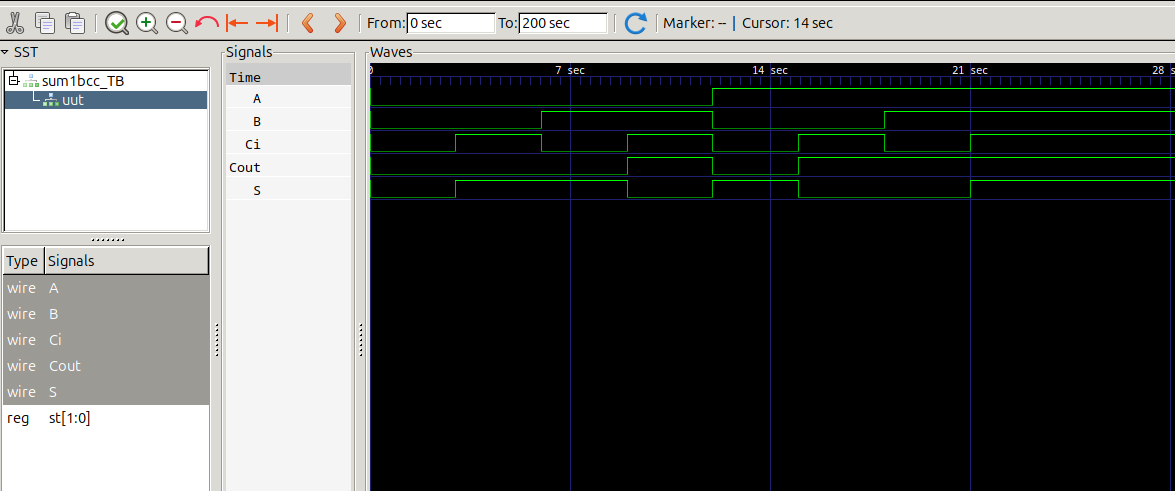 From: 0 sec To: 200 sec Marker: -- | Cursor: 14 sec
SST
sum1bcc_TB
uut
Type Signals
wire A
wire B
wire Ci
wire Cout
wire S
reg st[1:0]
Signals
Time
A
B
Ci
Cout
S
Waves
0 7 sec 14 sec 21 sec 28 s